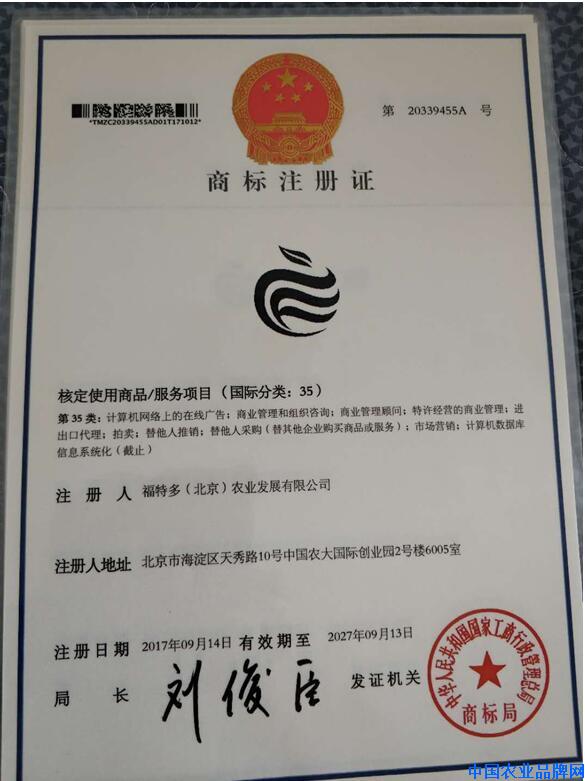 第 20339455A 号
*TMZC20339455AD01T171012*
商标注册证
核定使用商品/服务项目（国际分类：35）
第 35 类：计算机网络上的在线广告；商业管理和组织咨询；商业管理顾问；特许经营的商业管理；进
出口代理；拍卖；替他人推销；替他人采购（替其他企业购买商品或服务）；市场营销；计算机数据库
信息系统化（截止）
注 册 人 福特多（北京）农业发展有限公司
注册人地址 北京市海淀区天秀路10号中国农大国际创业园2号楼6005室
注册日期 2017年09月14日 有效期至 2027年09月13日
局 长 刘俊臣 发证机关
中华人民共和国国家工商行政管理总局
商标局
中国农业品牌网